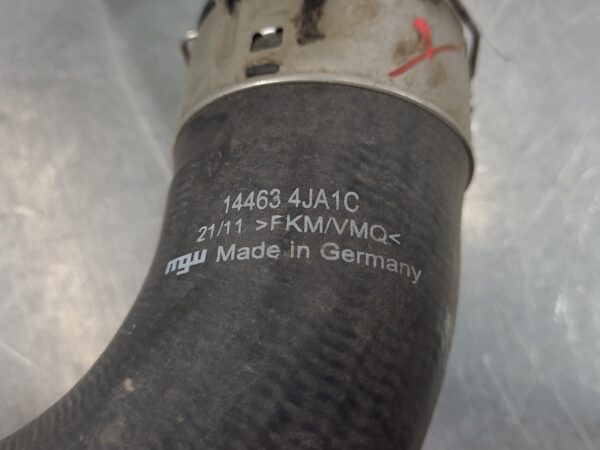 14463 4JA1C
21/11 >FKM/VMQ<
mgu Made in Germany